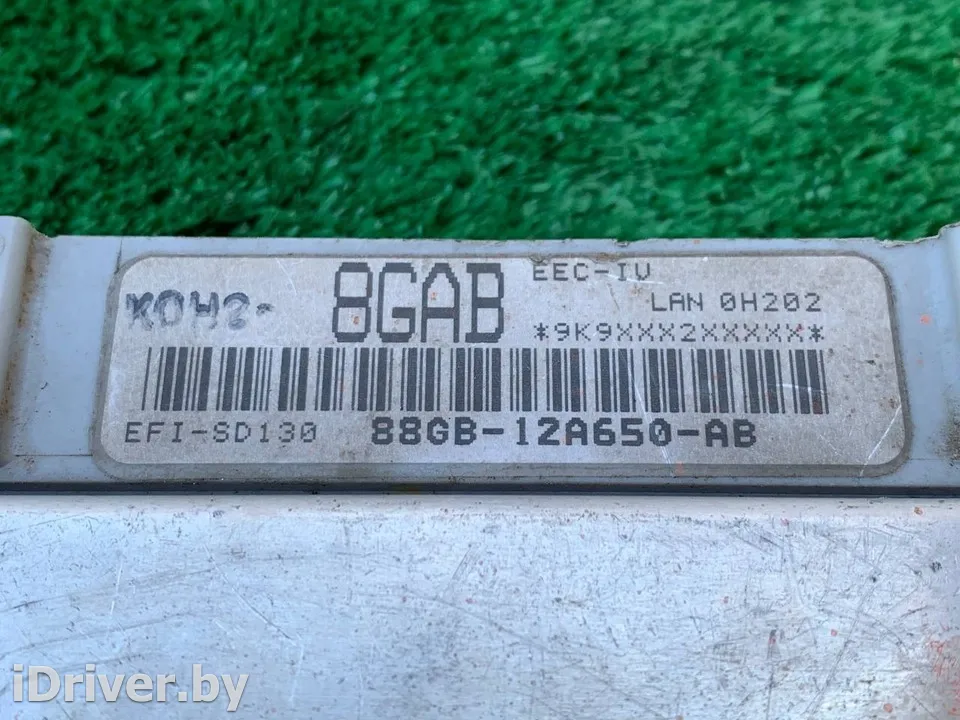 8GAB EEC-IV
LAN 0H202
*9K9XXX2XXXXX*
EFI-SD130 88GB-12A650-AB
iDriver.by